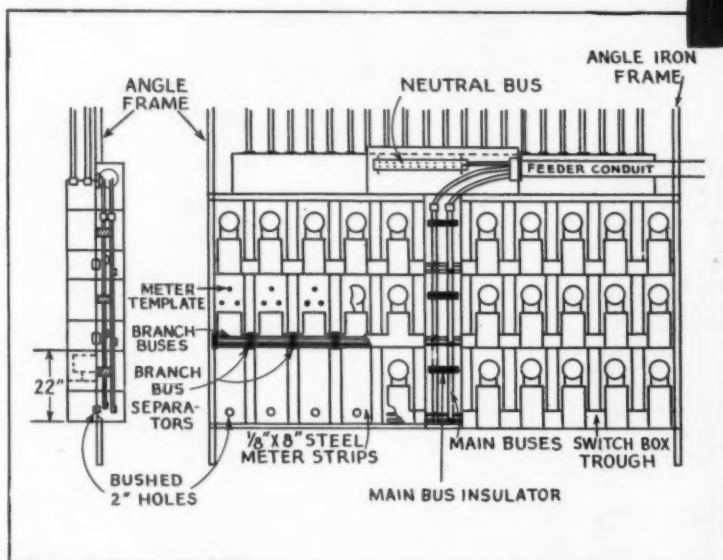 ANGLE IRON
FRAME
ANGLE
FRAME
NEUTRAL BUS
FEEDER CONDUIT
METER
TEMPLATE
BRANCH
BUSES
BRANCH
BUS
SEPARA-
TORS
22"
BUSHED
2" HOLES
1/8" X 8" STEEL
METER STRIPS
MAIN BUSES
MAIN BUS INSULATOR
SWITCH BOX
TROUGH